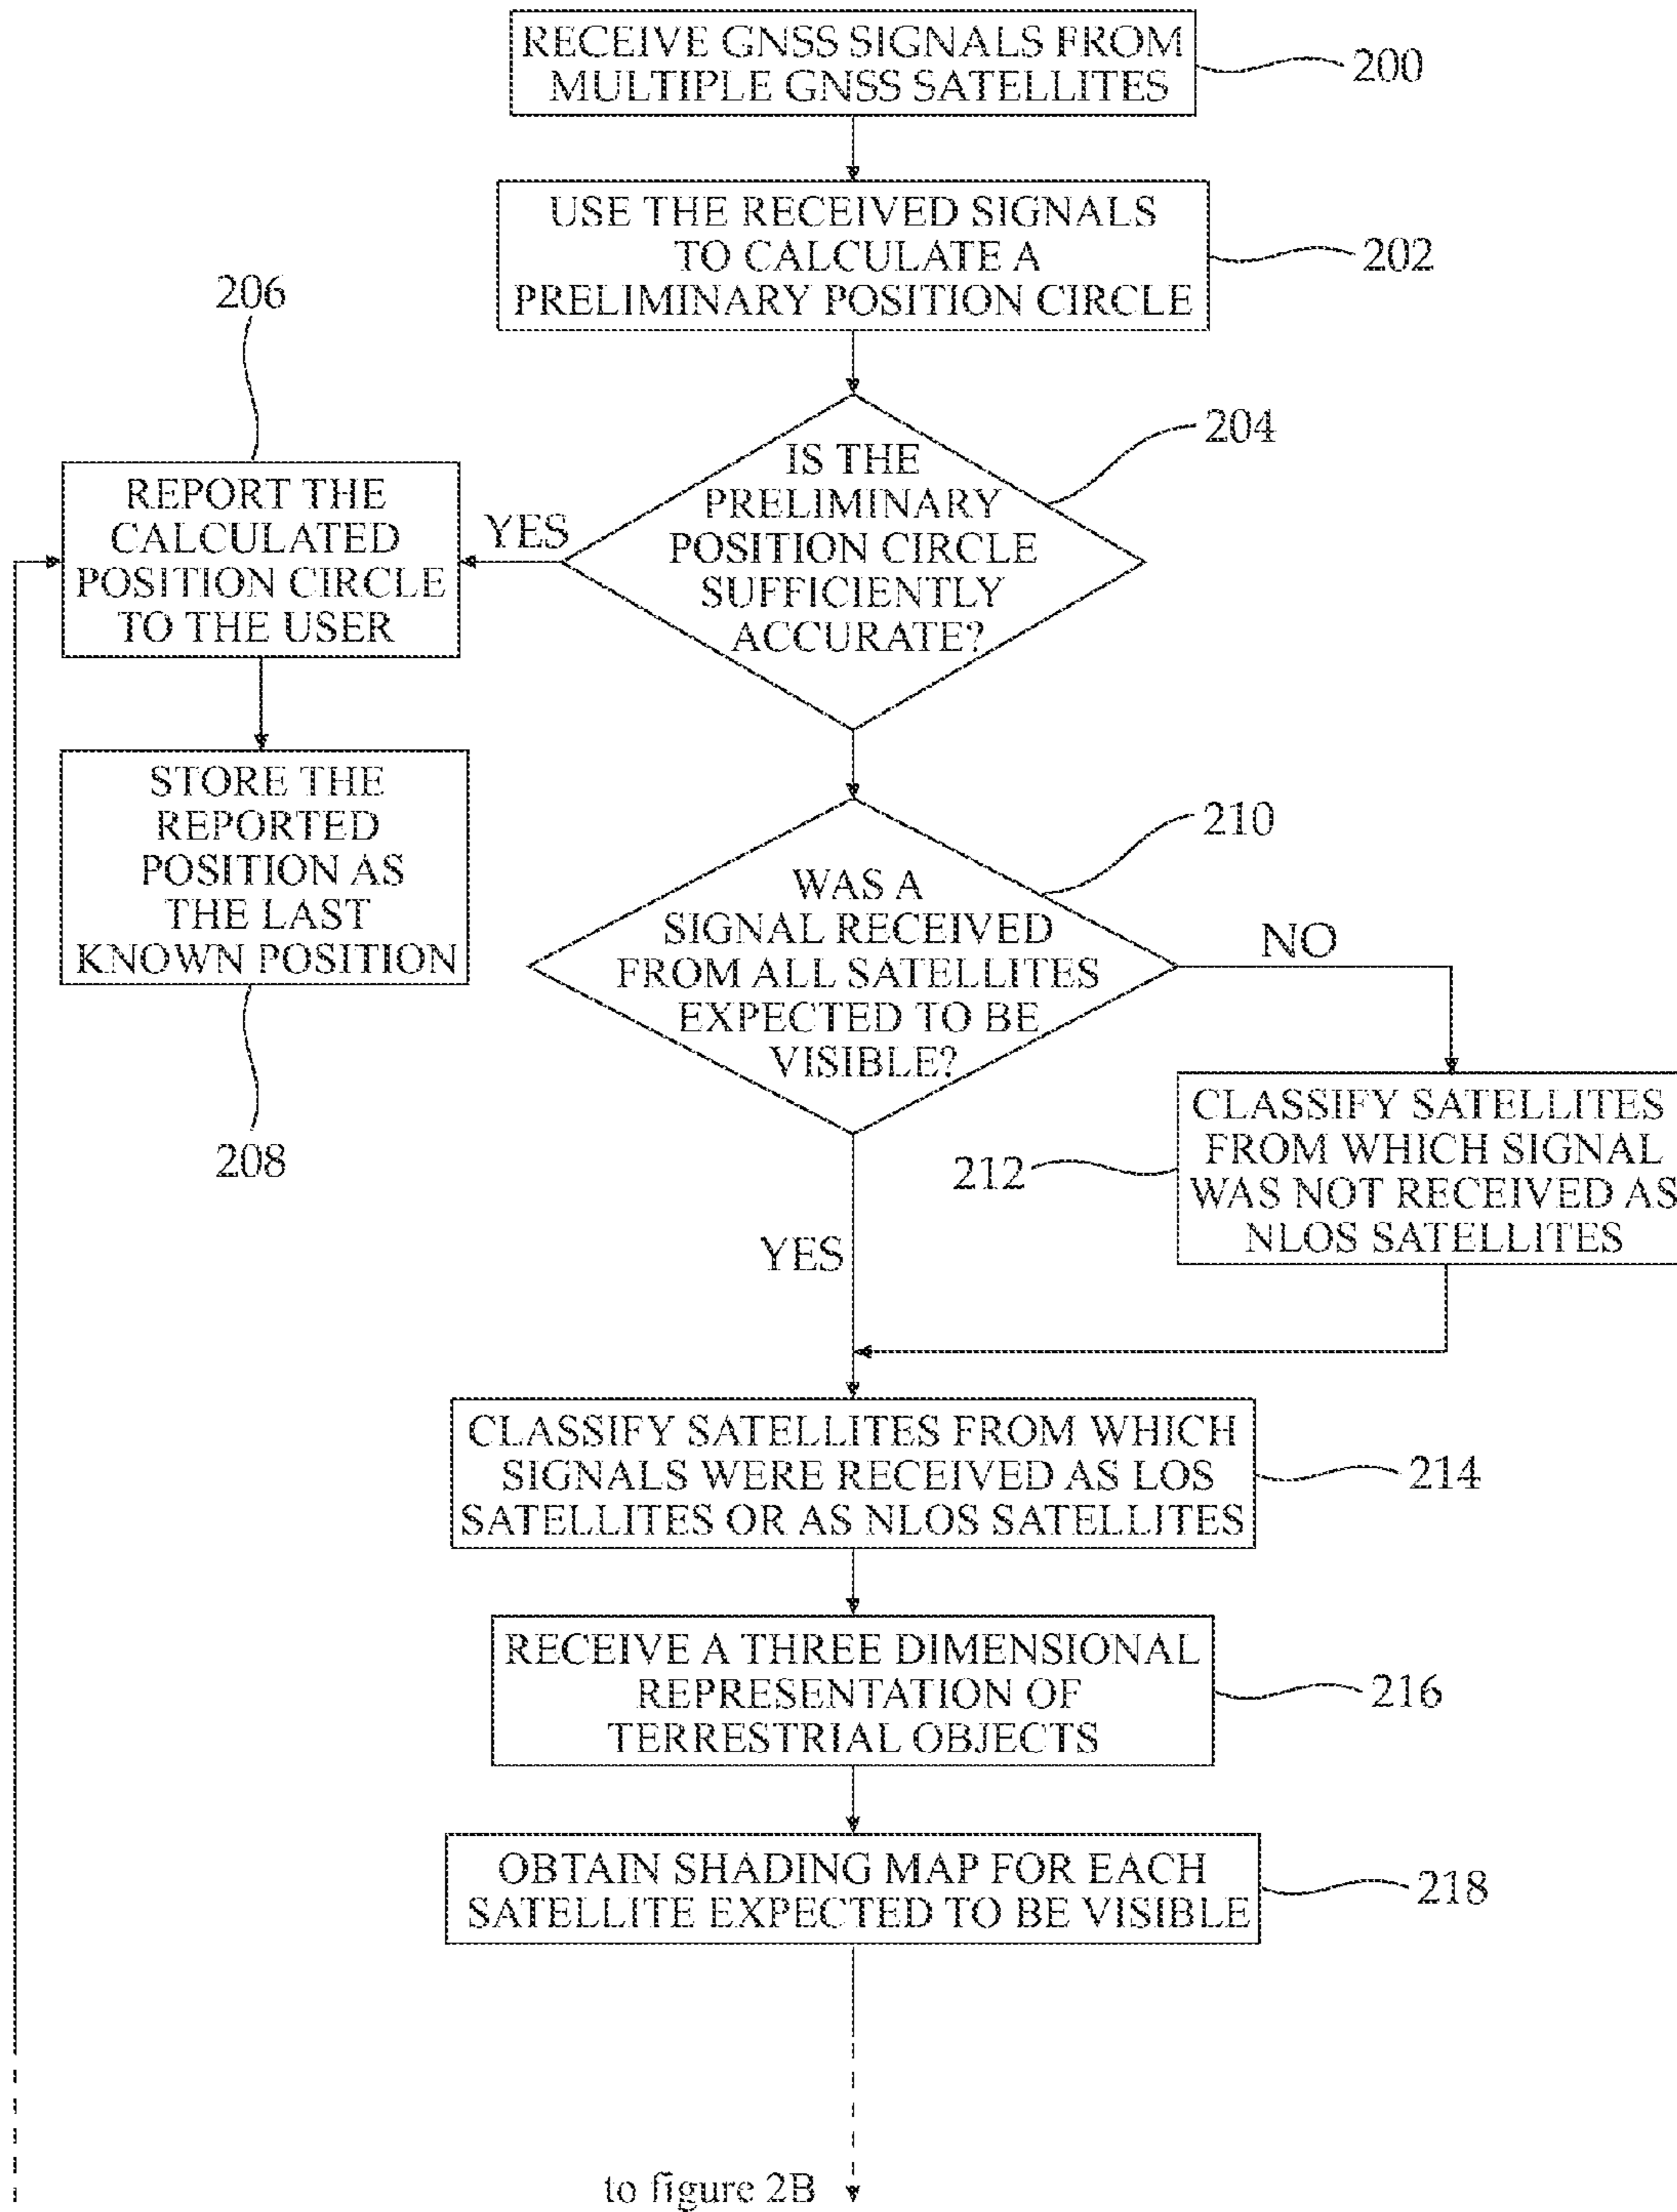 RECEIVE GNSS SIGNALS FROM
MULTIPLE GNSS SATELLITES
200
USE THE RECEIVED SIGNALS
TO CALCULATE A
PRELIMINARY POSITION CIRCLE
202
206
204
IS THE
PRELIMINARY
POSITION CIRCLE
SUFFICIENTLY
ACCURATE?
YES
REPORT THE
CALCULATED
POSITION CIRCLE
TO THE USER
STORE THE
REPORTED
POSITION AS
THE LAST
KNOWN POSITION
208
210
WAS A
SIGNAL RECEIVED
FROM ALL SATELLITES
EXPECTED TO BE
VISIBLE?
NO
CLASSIFY SATELLITES
FROM WHICH SIGNAL
WAS NOT RECEIVED AS
NLOS SATELLITES
212
YES
CLASSIFY SATELLITES FROM WHICH
SIGNALS WERE RECEIVED AS LOS
SATELLITES OR AS NLOS SATELLITES
214
RECEIVE A THREE DIMENSIONAL
REPRESENTATION OF
TERRESTRIAL OBJECTS
216
OBTAIN SHADING MAP FOR EACH
SATELLITE EXPECTED TO BE VISIBLE
218
to figure 2B